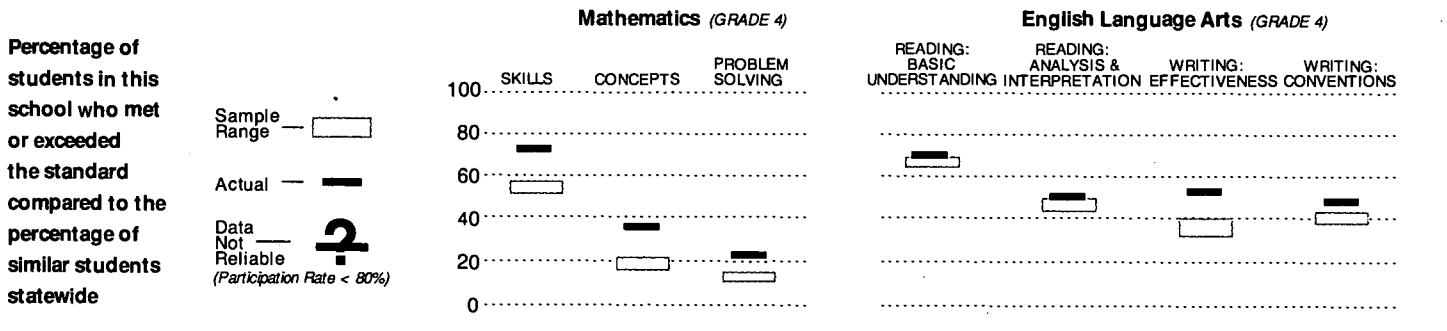 Mathematics (GRADE 4)
English Language Arts (GRADE 4)
Percentage of
students in this
school who met
or exceeded
the standard
compared to the
percentage of
similar students
statewide
Sample
Range
Actual
Data
Not
Reliable
?
(Participation Rate < 80%)
SKILLS
CONCEPTS
PROBLEM
SOLVING
100
80
60
40
20
0
READING:
BASIC
UNDERSTANDING
READING:
ANALYSIS &
INTERPRETATION
WRITING:
EFFECTIVENESS
WRITING:
CONVENTIONS